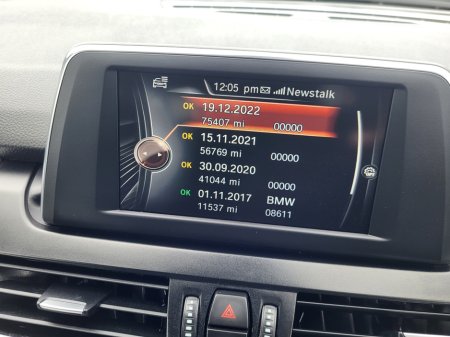 12:05 pm Newstalk
OK 19.12.2022
75407 mi 00000
OK 15.11.2021
56769 mi 00000
OK 30.09.2020
41044 mi 00000
OK 01.11.2017 BMW
11537 mi 08611